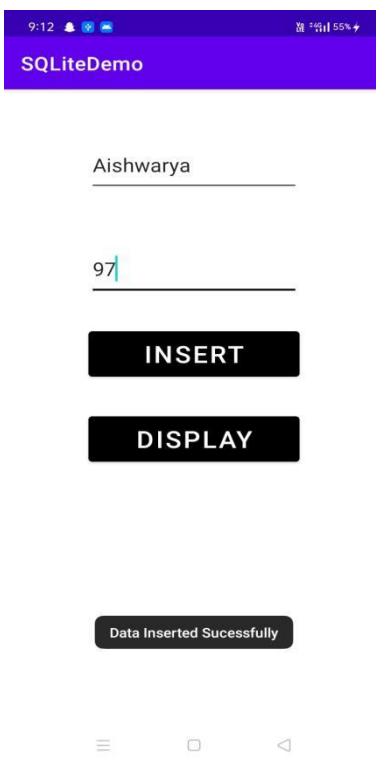 9:12 55%
SQLiteDemo
Aishwarya
97
INSERT
DISPLAY
Data Inserted Sucessfully